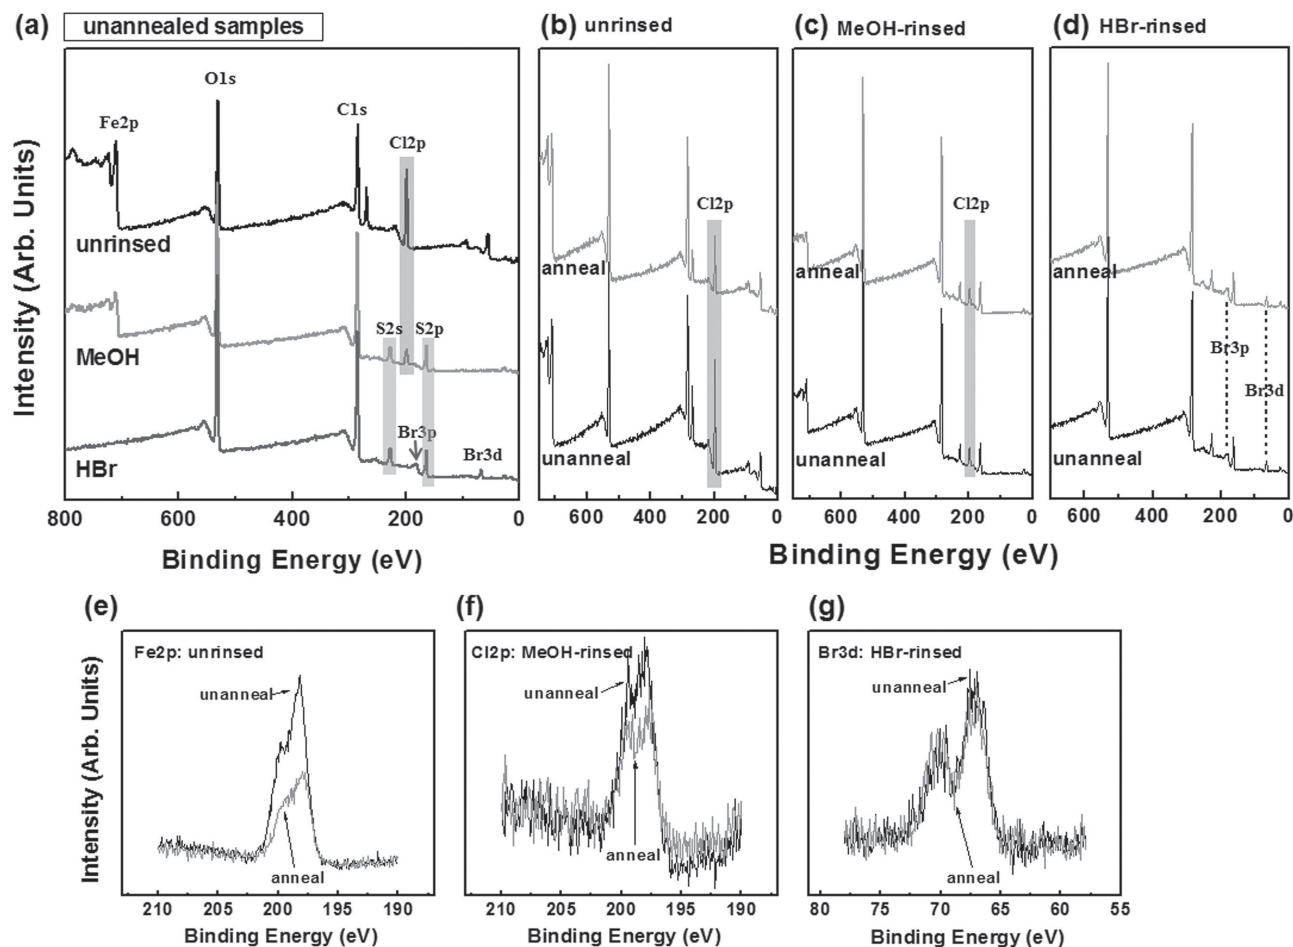 (a) unannealed samples
(b) unrinsed
(c) MeOH-rinsed
(d) HBr-rinsed
Intensity (Arb. Units)
Fe2p
O1s
C1s
Cl2p
unrinsed
S2s
S2p
MeOH
Br3p
Br3d
HBr
800 600 400 200 0
Binding Energy (eV)
Cl2p
anneal
unanneal
600 400 200 0
Cl2p
anneal
unanneal
600 400 200 0
anneal
Br3p
Br3d
unanneal
600 400 200 0
Binding Energy (eV)
(e)
Fe2p: unrinsed
unanneal
anneal
Intensity (Arb. Units)
210 205 200 195 190
Binding Energy (eV)
(f)
Cl2p: MeOH-rinsed
unanneal
anneal
210 205 200 195 190
Binding Energy (eV)
(g)
Br3d: HBr-rinsed
unanneal
anneal
80 75 70 65 60 55
Binding Energy (eV)